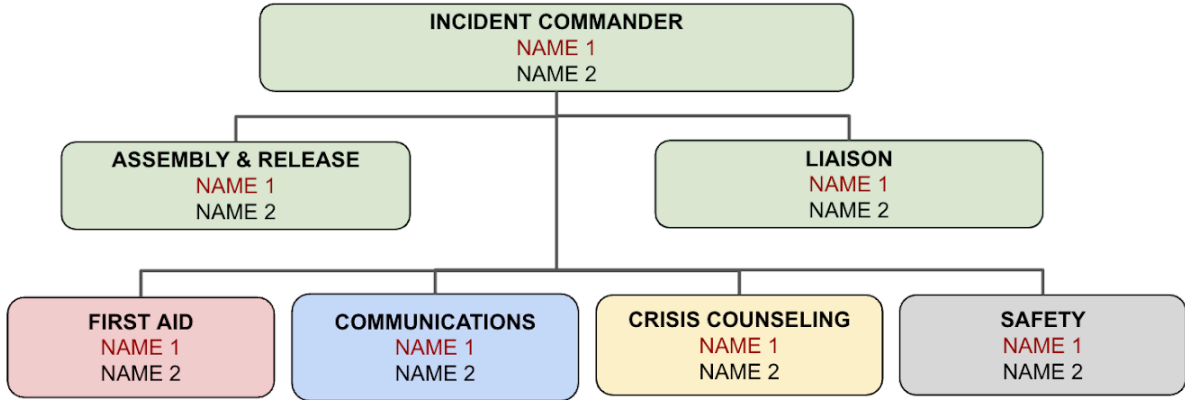 INCIDENT COMMANDER
NAME 1
NAME 2
ASSEMBLY & RELEASE
NAME 1
NAME 2
LIAISON
NAME 1
NAME 2
FIRST AID
NAME 1
NAME 2
COMMUNICATIONS
NAME 1
NAME 2
CRISIS COUNSELING
NAME 1
NAME 2
SAFETY
NAME 1
NAME 2